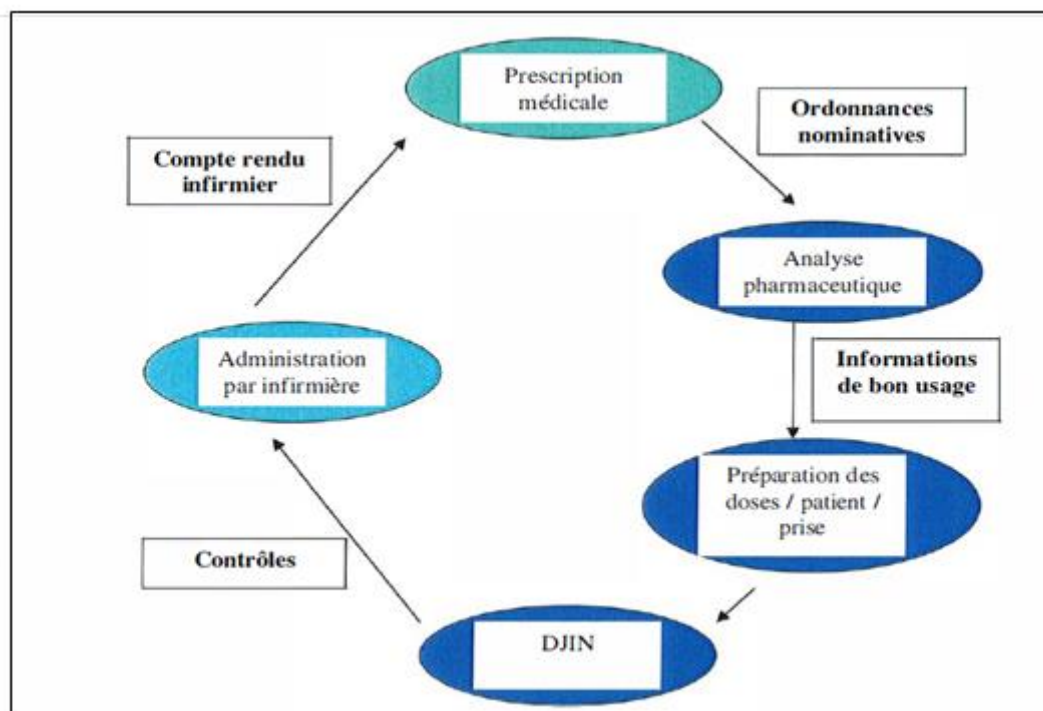 Prescription
médicale
Ordonnances
nominatives
Analyse
pharmaceutique
Informations
de bon usage
Préparation des
doses / patient /
prise
DJIN
Contrôles
Administration
par infirmière
Compte rendu
infirmier